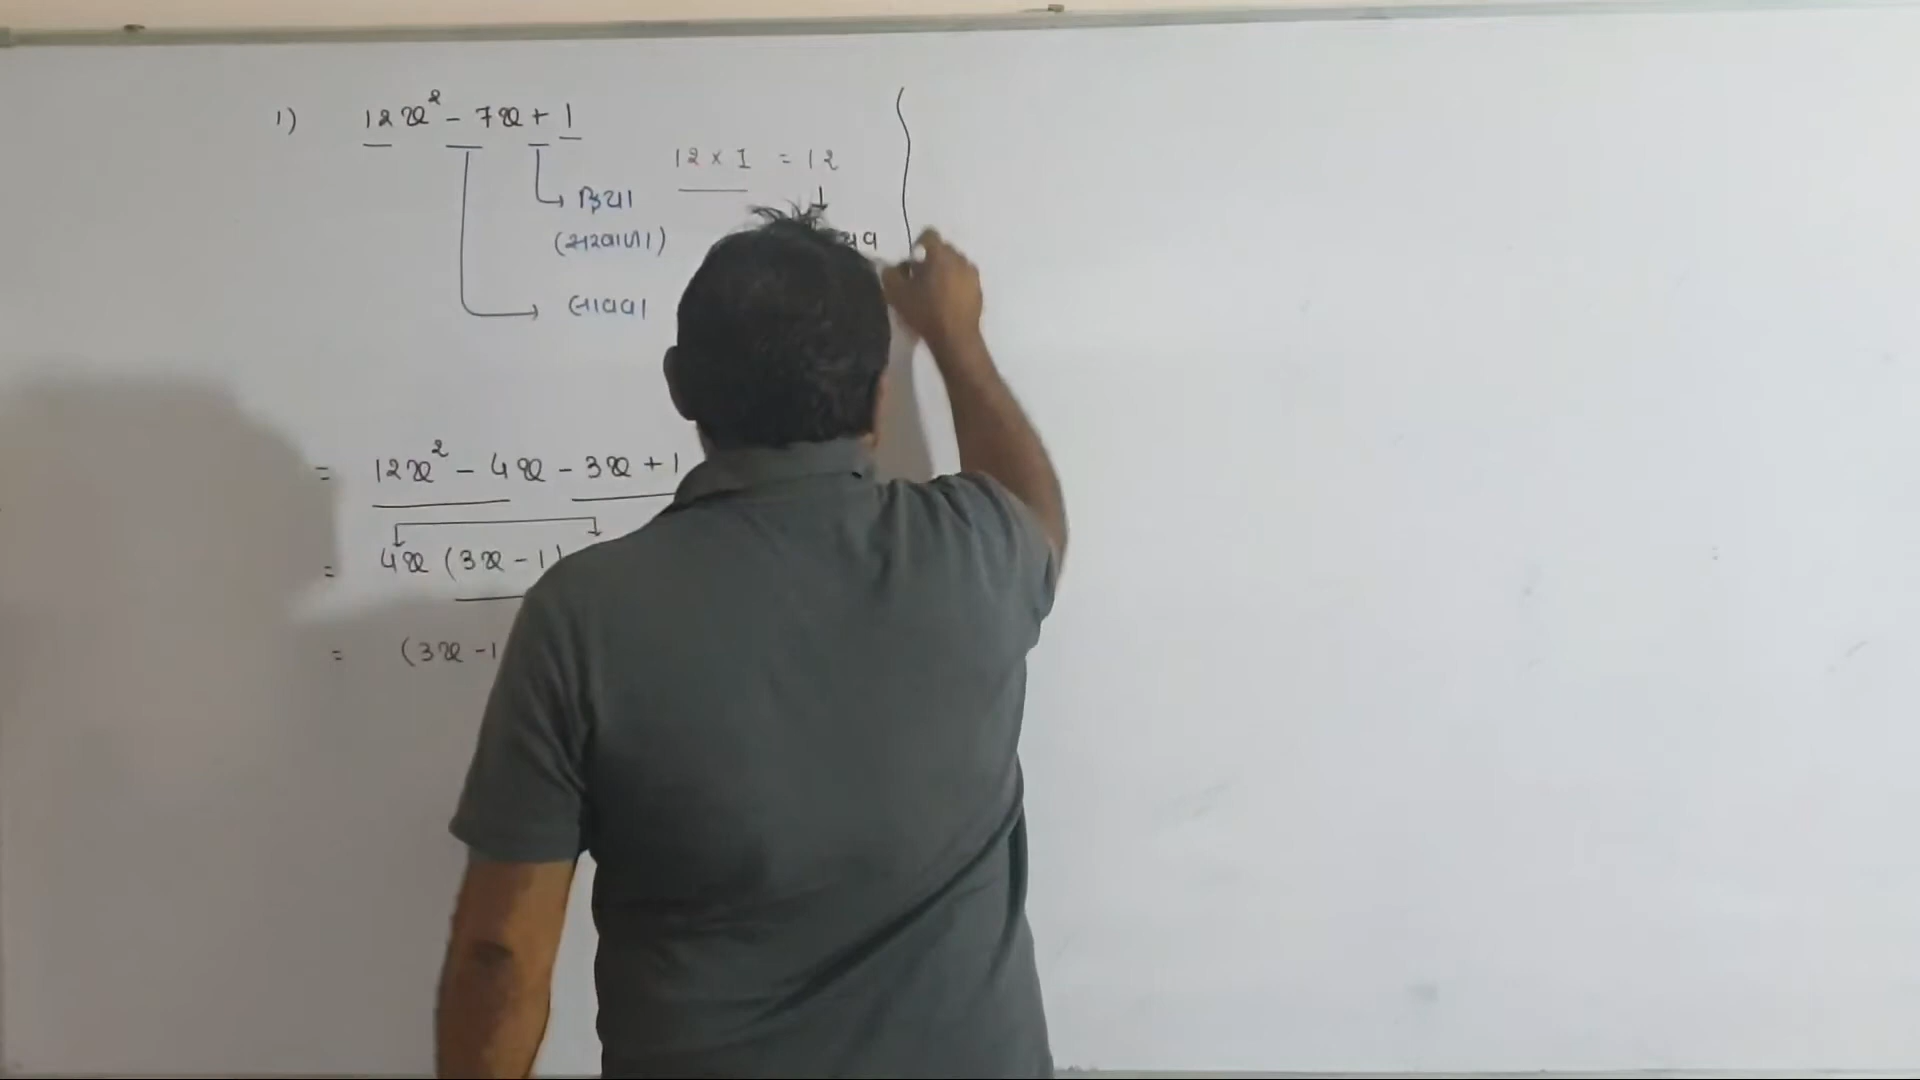 1) 12x² - 7x + 1
12 × 1 = 12
ક્રિયા
(સરવાળા)
લાવવા
= 12x² - 4x - 3x + 1
= 4x (3x - 1)
= (3x - 1